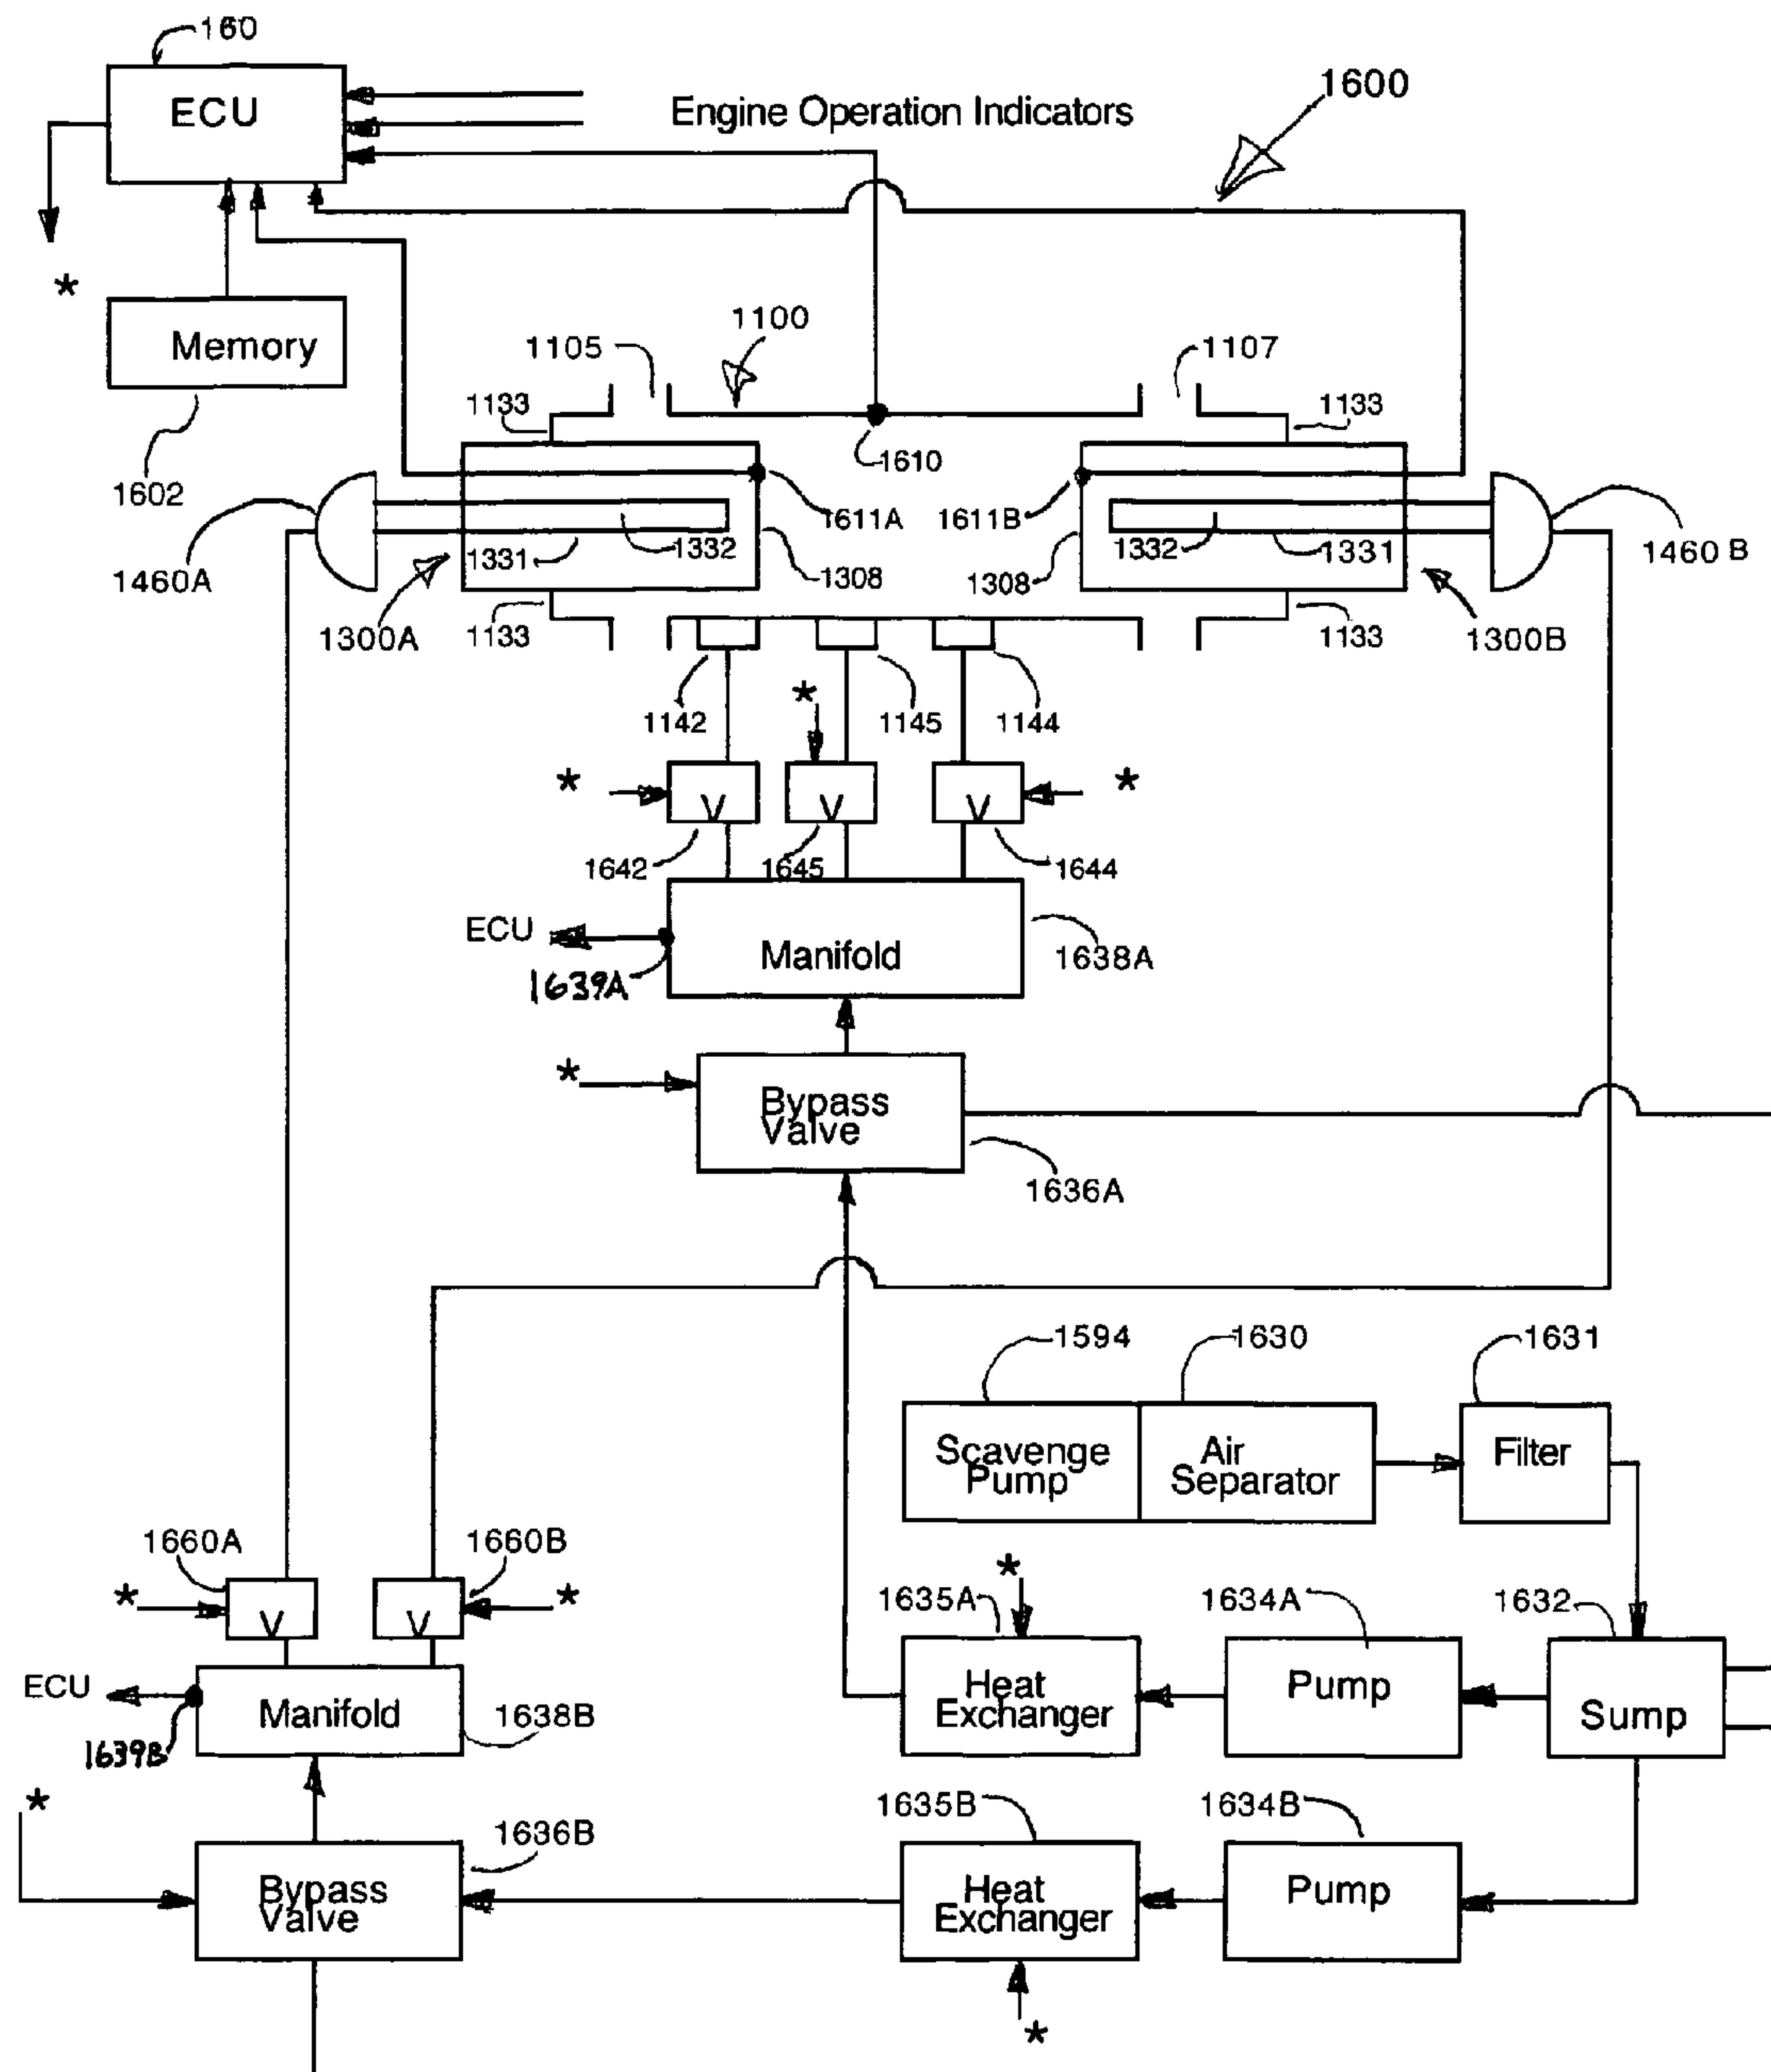 160
ECU
Engine Operation Indicators
1600
*
Memory
1602
1100
1105
1107
1133
1133
1610
1611A
1611B
1460A
1331
1332
1332
1331
1460B
1308
1308
1300A
1133
1133
1300B
1142
*
1145
1144
*
V
V
V
*
1642
1645
1644
ECU
Manifold
1638A
1639A
*
Bypass
Valve
1636A
1594
1630
1631
Scavenge
Pump
Air
Separator
Filter
1660A
1660B
*
V
V
*
*
1635A
1634A
1632
ECU
Manifold
1638B
Heat
Exchanger
Pump
Sump
1639B
*
1636B
1635B
1634B
Bypass
Valve
Heat
Exchanger
Pump
*